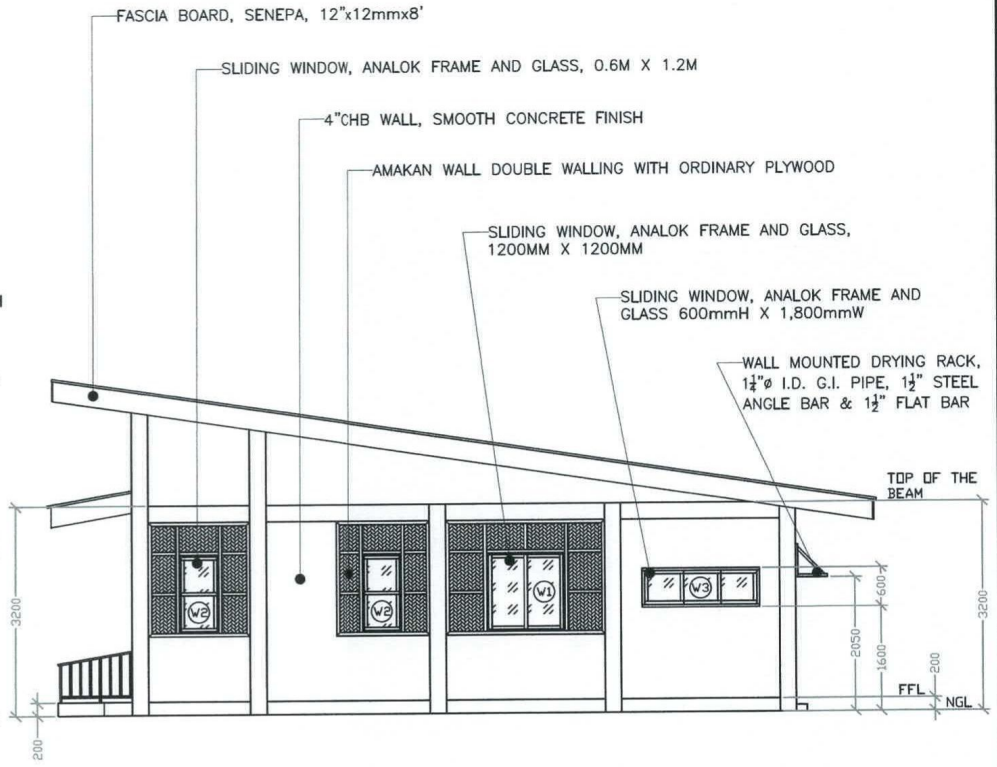 FASCIA BOARD, SENEPA, 12"x12mmx8'
SLIDING WINDOW, ANALOK FRAME AND GLASS, 0.6M X 1.2M
4"CHB WALL, SMOOTH CONCRETE FINISH
AMAKAN WALL DOUBLE WALLING WITH ORDINARY PLYWOOD
SLIDING WINDOW, ANALOK FRAME AND GLASS,
1200MM X 1200MM
SLIDING WINDOW, ANALOK FRAME AND
GLASS 600mmH X 1,800mmW
WALL MOUNTED DRYING RACK,
1¼"ø I.D. G.I. PIPE, 1½" STEEL
ANGLE BAR & 1½" FLAT BAR
TOP OF THE
BEAM
W2
W2
W1
W3
3200
200
2050
600
1600
200
3200
FFL
NGL